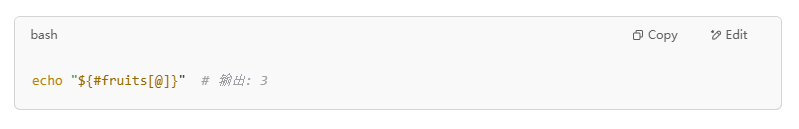 bash
Copy
Edit
echo "${#fruits[@]}"  # 输出: 3